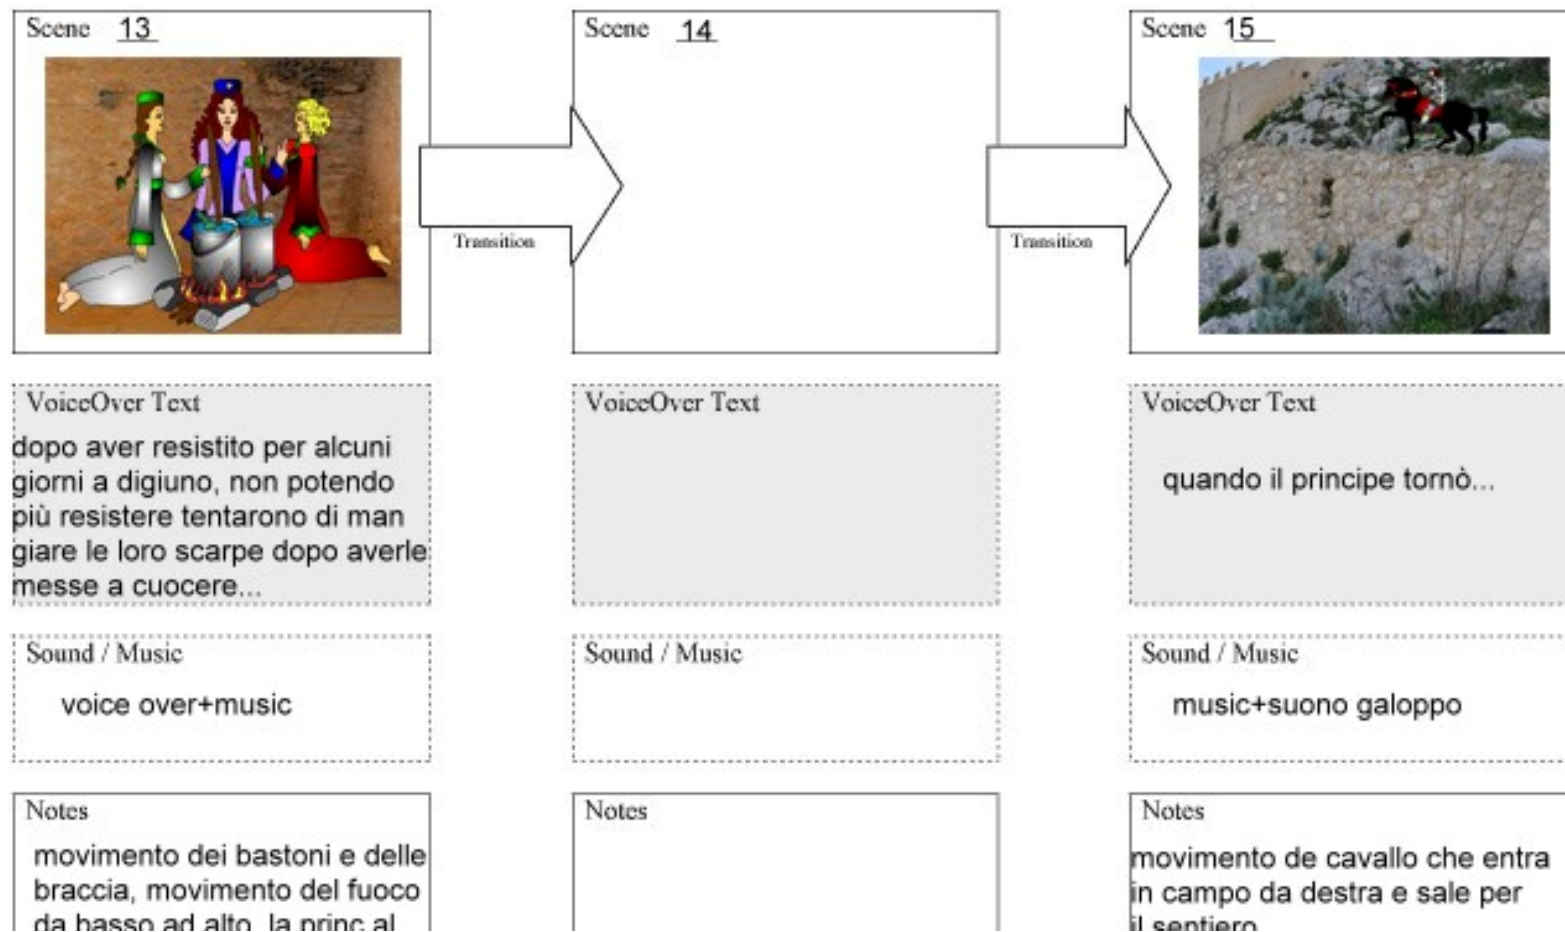 Scene 13
dopo aver resistito per alcuni
giorni a digiuno, non potendo
più resistere tentarono di man
giare le loro scarpe dopo averle
messe a cuocere...
Scene 14
Scene 15
Transition
Transition
VoiceOver Text
VoiceOver Text
VoiceOver Text
quando il principe tornò...
Sound / Music
voice over+music
Sound / Music
Sound / Music
music+suono galoppo
Notes
movimento dei bastoni e delle
braccia, movimento del fuoco
da basso ad alto, la princ al
Notes
Notes
movimento de cavallo che entra
in campo da destra e sale per
il sentiero